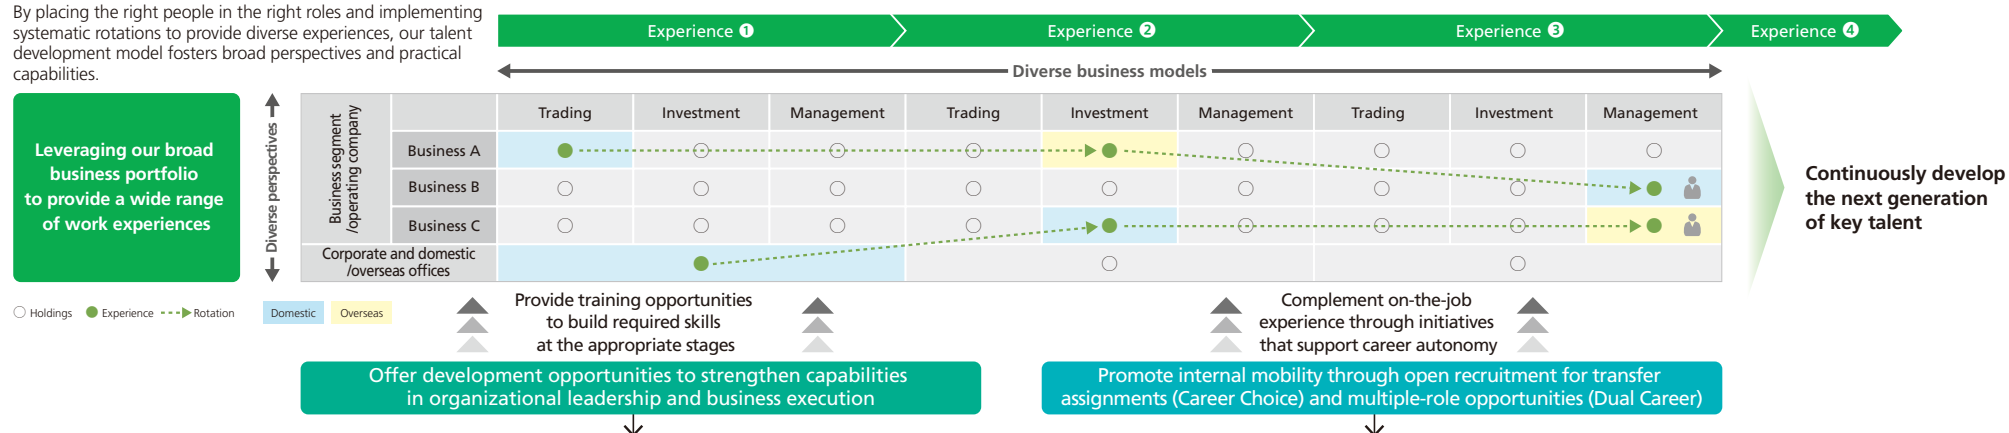 By placing the right people in the right roles and implementing
systematic rotations to provide diverse experiences, our talent
development model fosters broad perspectives and practical
capabilities.
Experience ❶
Experience ❷
Experience ❸
Experience ❹
Diverse business models
Leveraging our broad
business portfolio
to provide a wide range
of work experiences
Diverse perspectives
Business segment
/operating company
Trading Investment Management Trading Investment Management Trading Investment Management
Business A
Business B
Business C
Corporate and domestic
/overseas offices
Continuously develop
the next generation
of key talent
Holdings Experience Rotation Domestic Overseas
Provide training opportunities
to build required skills
at the appropriate stages
Complement on-the-job
experience through initiatives
that support career autonomy
Offer development opportunities to strengthen capabilities
in organizational leadership and business execution
Promote internal mobility through open recruitment for transfer
assignments (Career Choice) and multiple-role opportunities (Dual Career)